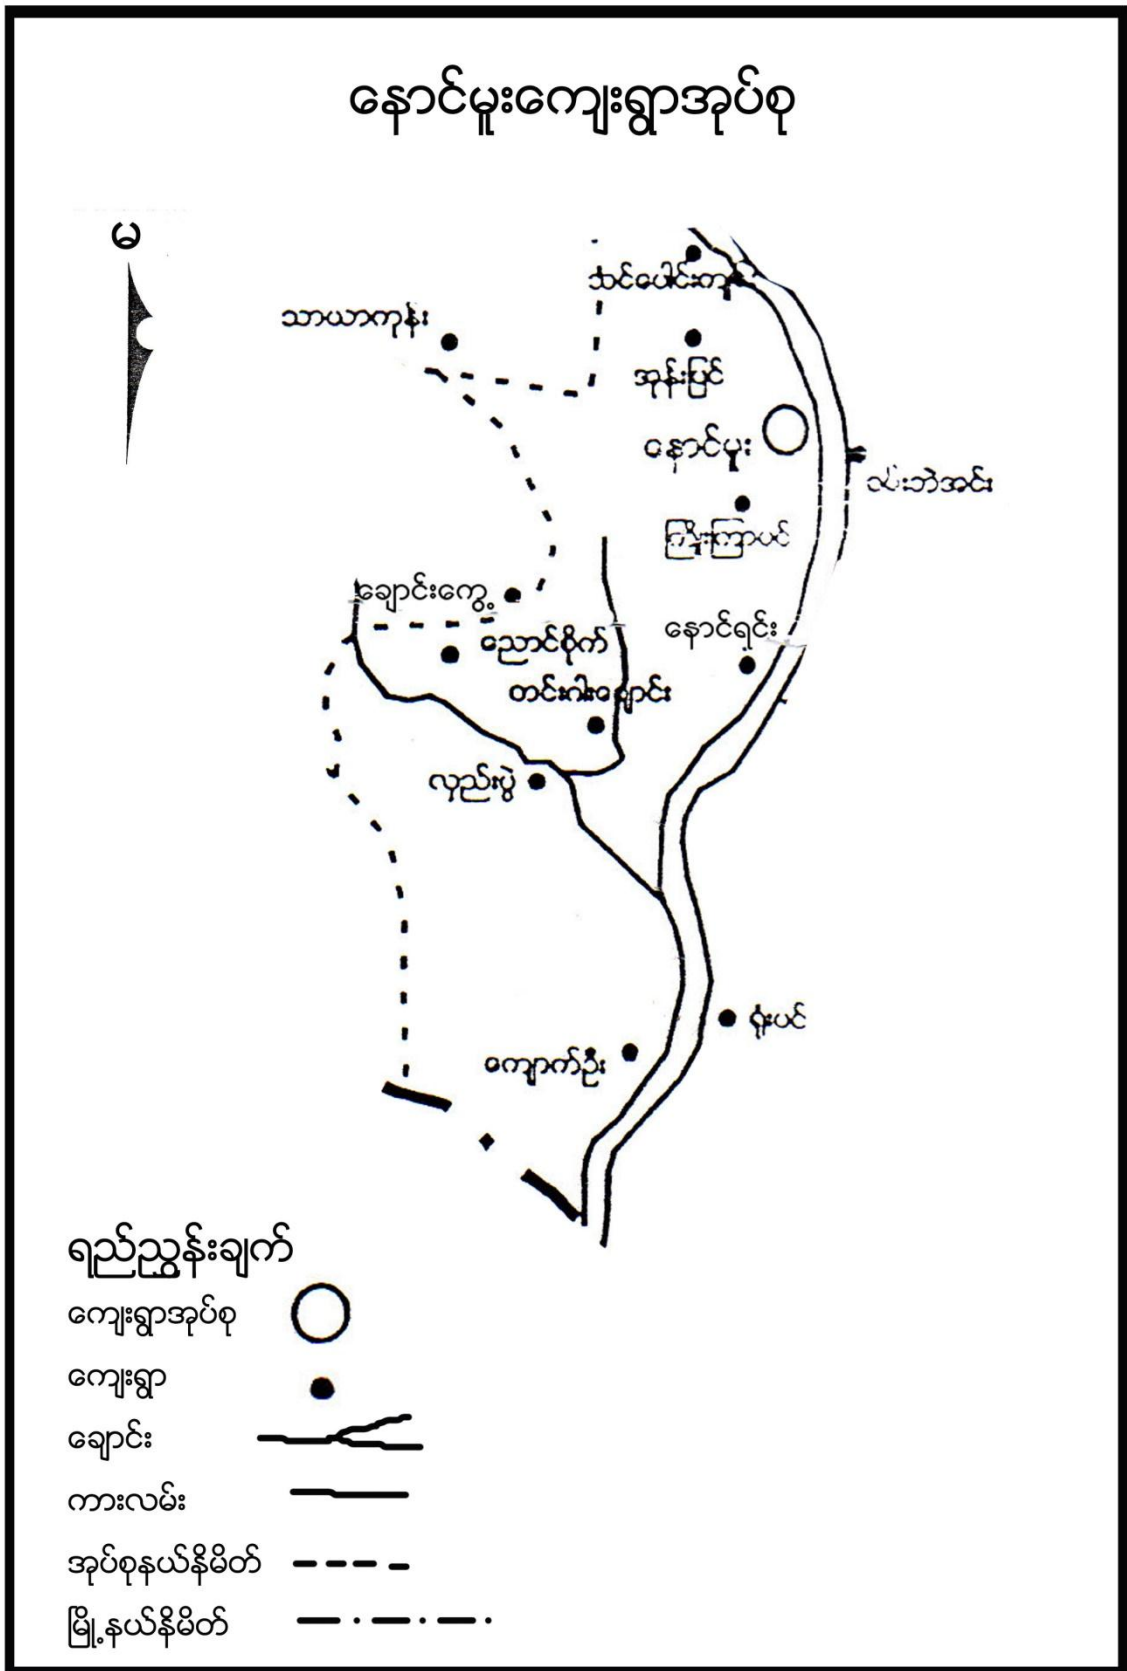 နောင်မူးကျေးရွာအုပ်စု
မ
သင်ပေါင်းကျ
သာယာကုန်း
အုန်းပြင်
နောင်မူး
ကြိုးကြာပင်
ချောင်းကွေ့
နောင်ရင်း
ညောင်စိုက်
တင်းဂါးချောင်း
လှည်းပွဲ
ရုံးပင်
ကျောက်ဦး
ရည်ညွှန်းချက်
ကျေးရွာအုပ်စု
ကျေးရွာ
ချောင်း
ကားလမ်း
အုပ်စုနယ်နိမိတ်
မြို့နယ်နိမိတ်